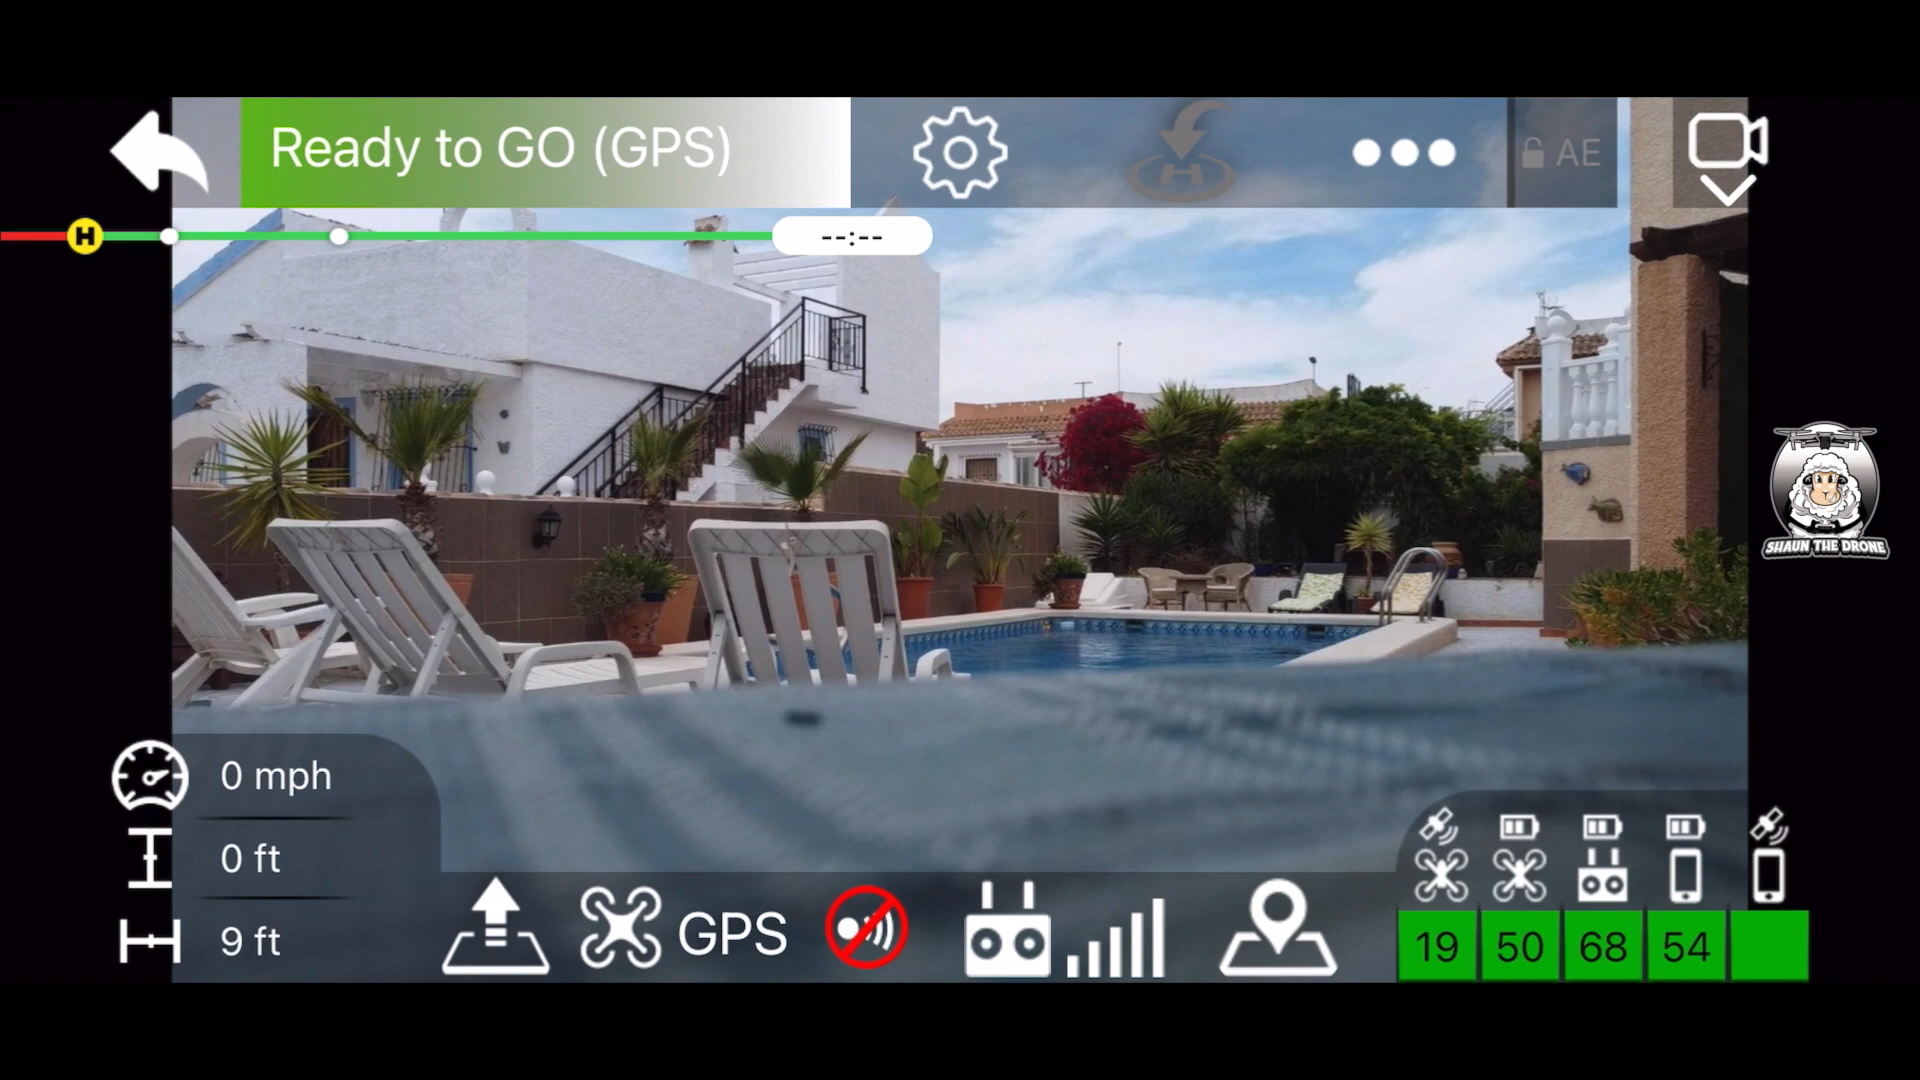 Ready to GO (GPS)
AE
H
--:--
SHAUN THE DRONE
0 mph
0 ft
9 ft
GPS
19 50 68 54